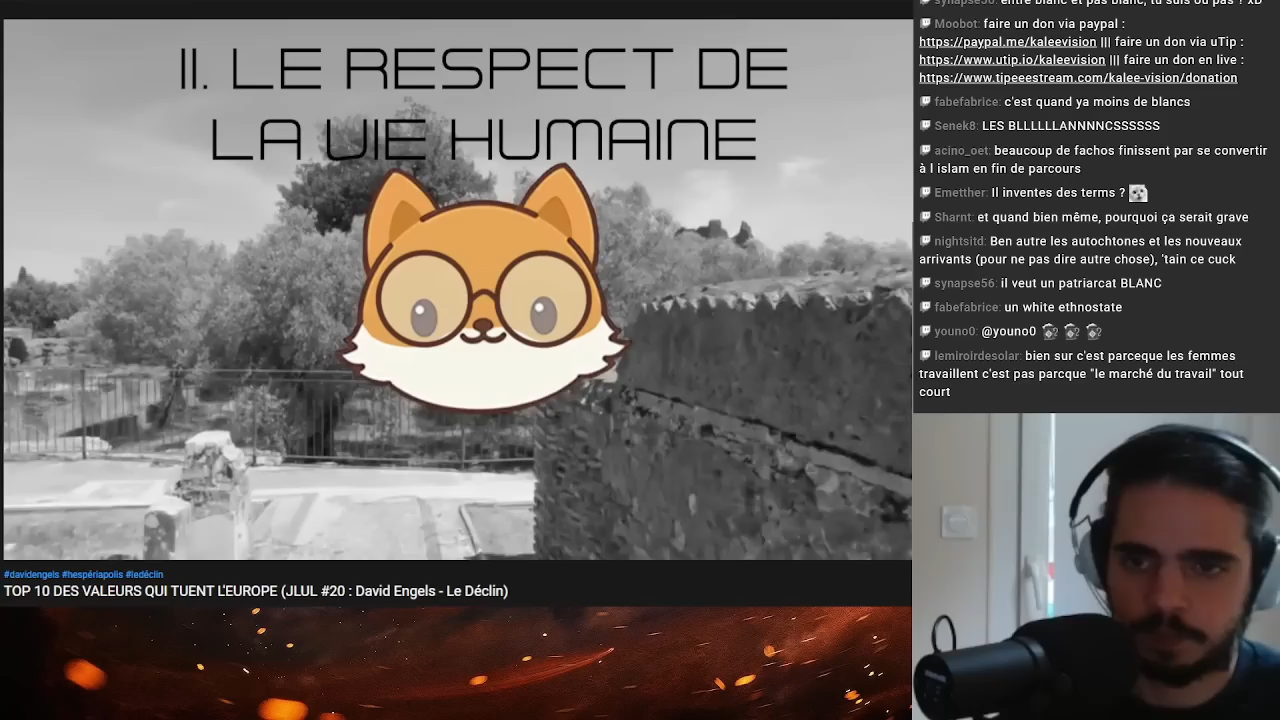 II. LE RESPECT DE
LA VIE HUMAINE
#davidengels #hespériapolis #ledéclin
TOP 10 DES VALEURS QUI TUENT L'EUROPE (JLUL #20 : David Engels - Le Déclin)
synapse56: entre blanc et pas blanc, tu suis ou pas ? xD
Moobot: faire un don via paypal :
https://paypal.me/kaleevision ||| faire un don via uTip :
https://www.utip.io/kaleevision ||| faire un don en live :
https://www.tipeeestream.com/kalee-vision/donation
fabefabrice: c'est quand ya moins de blancs
Senek8: LES BLLLLLLANNNNCSSSSSS
acino_oet: beaucoup de fachos finissent par se convertir
à l islam en fin de parcours
Emetther: Il inventes des terms ?
Sharnt: et quand bien même, pourquoi ça serait grave
nightsitd: Ben autre les autochtones et les nouveaux
arrivants (pour ne pas dire autre chose), 'tain ce cuck
synapse56: il veut un patriarcat BLANC
fabefabrice: un white ethnostate
youno0: @youno0
lemiroirdesolar: bien sur c'est parceque les femmes
travaillent c'est pas parcque "le marché du travail" tout
court